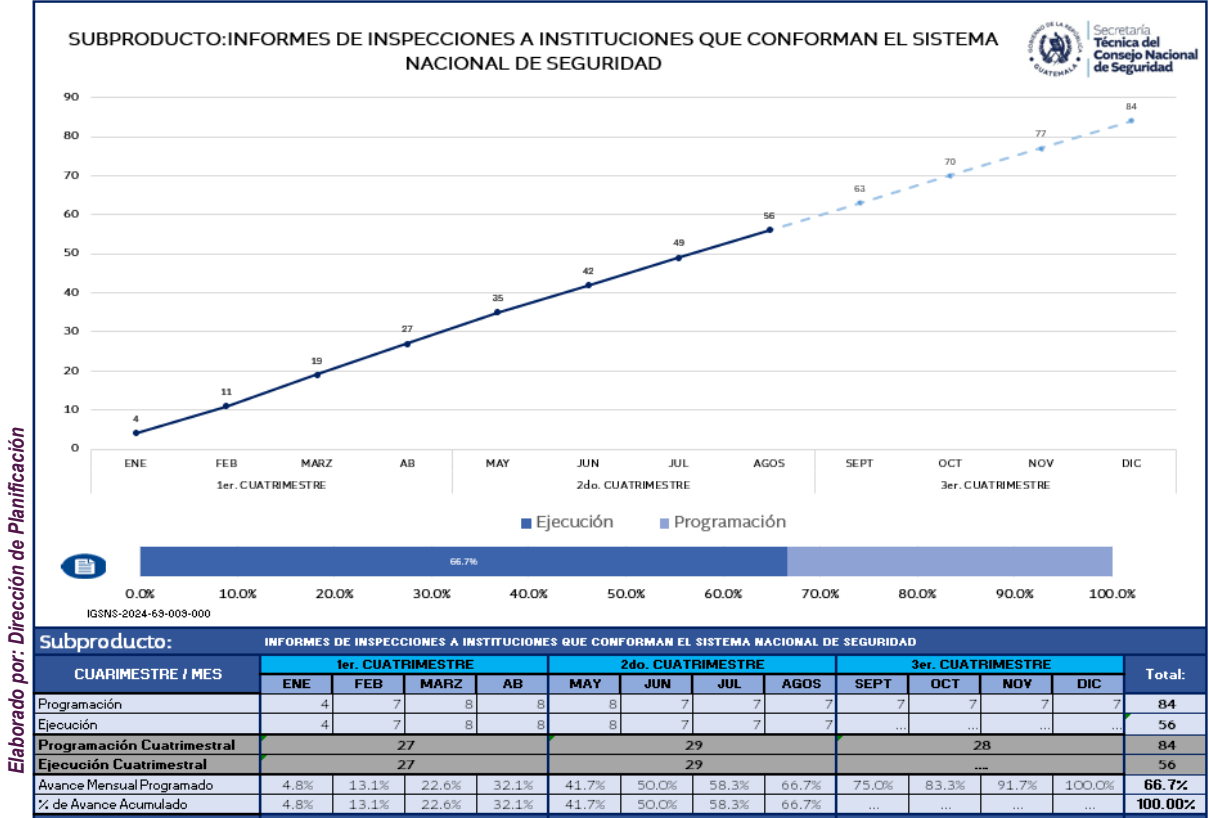 SUBPRODUCTO:INFORMES DE INSPECCIONES A INSTITUCIONES QUE CONFORMAN EL SISTEMA
NACIONAL DE SEGURIDAD
GOBIERNO DE LA REPÚBLICA
GUATEMALA
Secretaría
Técnica del
Consejo Nacional
de Seguridad
90
80
70
60
50
40
30
20
10
0
4
11
19
27
35
42
49
56
63
70
77
84
ENE FEB MARZ AB MAY JUN JUL AGOS SEPT OCT NOV DIC
1er. CUATRIMESTRE 2do. CUATRIMESTRE 3er. CUATRIMESTRE
Ejecución Programación
66.7%
0.0% 10.0% 20.0% 30.0% 40.0% 50.0% 60.0% 70.0% 80.0% 90.0% 100.0%
IGSNS-2024-69-009-000
Elaborado por: Dirección de Planificación
Subproducto: INFORMES DE INSPECCIONES A INSTITUCIONES QUE CONFORMAN EL SISTEMA NACIONAL DE SEGURIDAD
CUARIMESTRE / MES 1er. CUATRIMESTRE 2do. CUATRIMESTRE 3er. CUATRIMESTRE Total:
ENE FEB MARZ AB MAY JUN JUL AGOS SEPT OCT NOV DIC
Programación 4 7 8 8 8 7 7 7 7 7 7 7 84
Ejecución 4 7 8 8 8 7 7 7 ... ... ... ... 56
Programación Cuatrimestral 27 29 28 84
Ejecución Cuatrimestral 27 29 .... 56
Avance Mensual Programado 4.8% 13.1% 22.6% 32.1% 41.7% 50.0% 58.3% 66.7% 75.0% 83.3% 91.7% 100.0% 66.7%
% de Avance Acumulado 4.8% 13.1% 22.6% 32.1% 41.7% 50.0% 58.3% 66.7% ... ... ... ... 100.00%